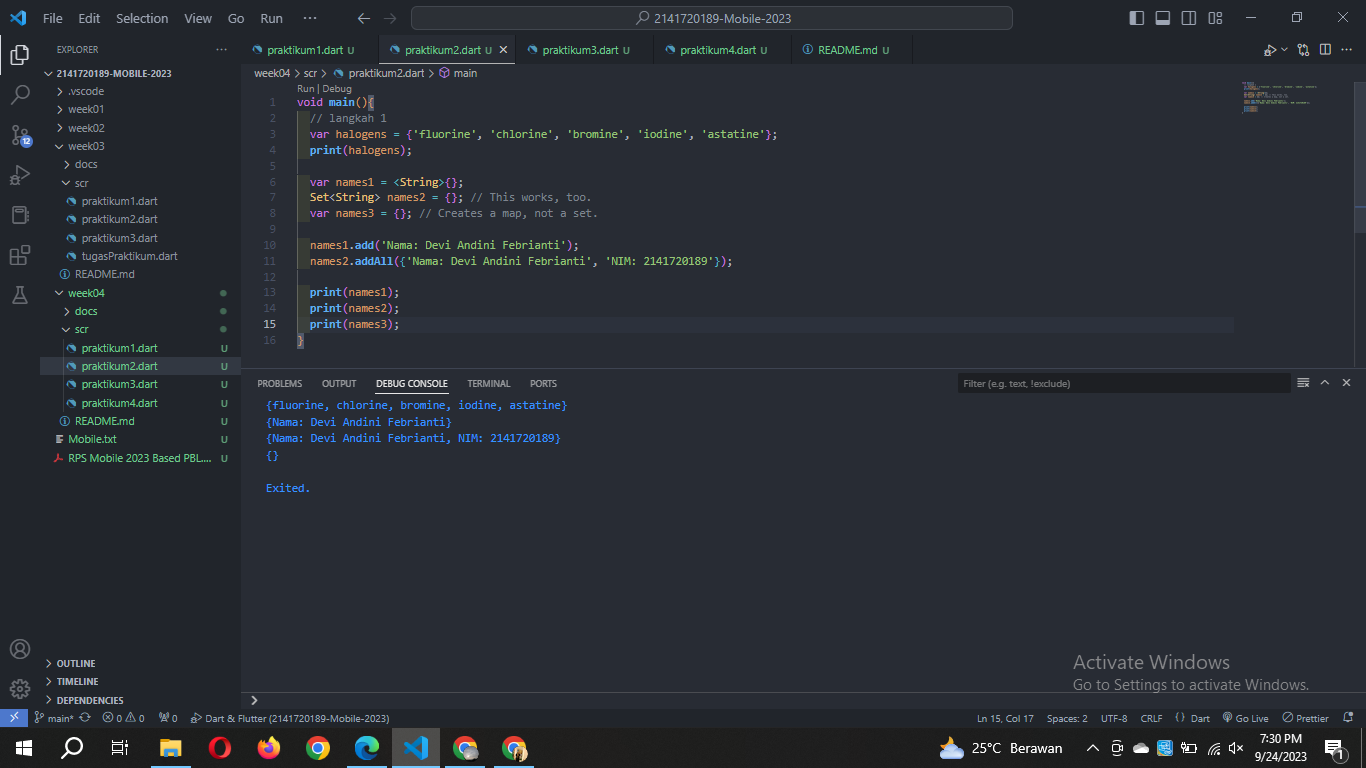 File Edit Selection View Go Run ··· 2141720189-Mobile-2023
EXPLORER ···
praktikum1.dart U praktikum2.dart U praktikum3.dart U praktikum4.dart U README.md U
2141720189-MOBILE-2023
.vscode
week01
week02
week03
docs
scr
praktikum1.dart
praktikum2.dart
praktikum3.dart
tugasPraktikum.dart
README.md
week04
docs
scr
praktikum1.dart U
praktikum2.dart U
praktikum3.dart U
praktikum4.dart U
README.md U
Mobile.txt U
RPS Mobile 2023 Based PBL.... U
OUTLINE
TIMELINE
DEPENDENCIES
12
week04 > scr > praktikum2.dart > main
Run | Debug
1 void main(){
2 // langkah 1
3 var halogens = {'fluorine', 'chlorine', 'bromine', 'iodine', 'astatine'};
4 print(halogens);
5
6 var names1 = <String>{};
7 Set<String> names2 = {}; // This works, too.
8 var names3 = {}; // Creates a map, not a set.
9
10 names1.add('Nama: Devi Andini Febrianti');
11 names2.addAll({'Nama: Devi Andini Febrianti', 'NIM: 2141720189'});
12
13 print(names1);
14 print(names2);
15 print(names3);
16 }
PROBLEMS OUTPUT DEBUG CONSOLE TERMINAL PORTS Filter (e.g. text, !exclude)
{fluorine, chlorine, bromine, iodine, astatine}
{Nama: Devi Andini Febrianti}
{Nama: Devi Andini Febrianti, NIM: 2141720189}
{}
Exited.
Activate Windows
Go to Settings to activate Windows.
main* 0 0 0 Dart & Flutter (2141720189-Mobile-2023) Ln 15, Col 17 Spaces: 2 UTF-8 CRLF {} Dart Go Live Prettier
25°C Berawan 7:30 PM
9/24/2023 1